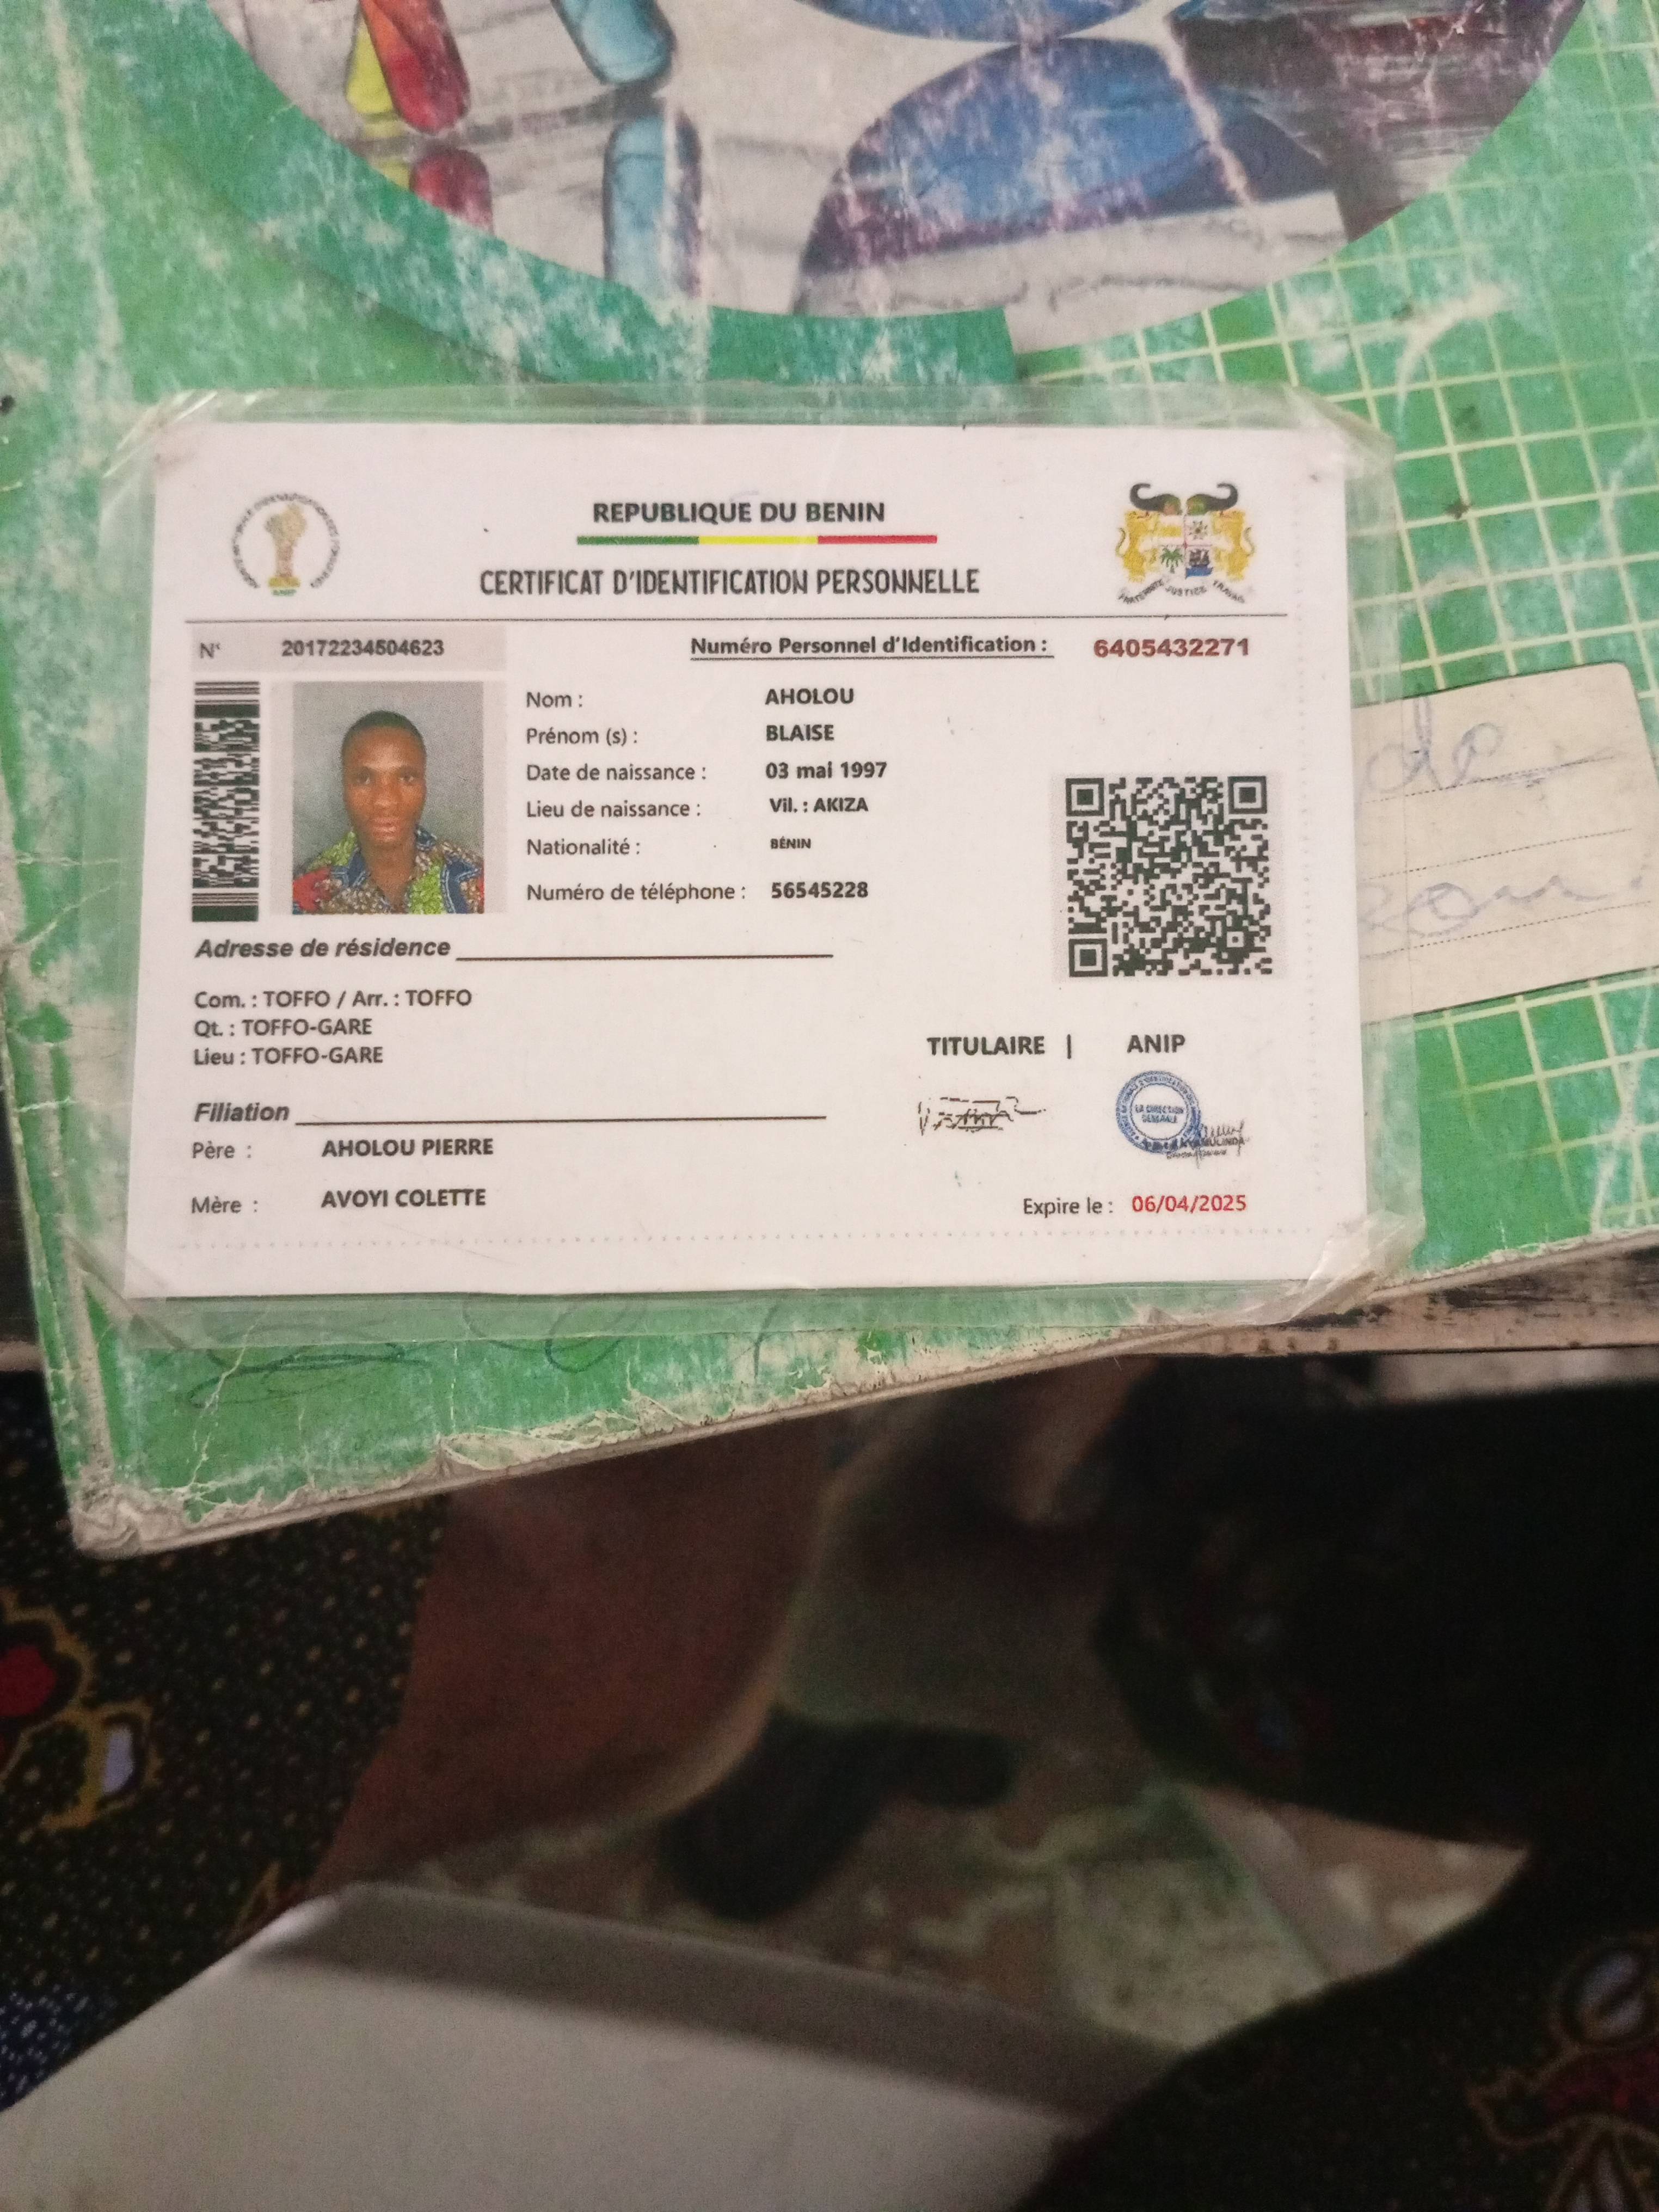 REPUBLIQUE DU BENIN
CERTIFICAT D'IDENTIFICATION PERSONNELLE
ANIP
FRATERNITE JUSTICE TRAVAIL
N° 20172234504623
Numéro Personnel d'Identification : 6405432271
Nom : AHOLOU
Prénom (s) : BLAISE
Date de naissance : 03 mai 1997
Lieu de naissance : Vil. : AKIZA
Nationalité : BÉNIN
Numéro de téléphone : 56545228
Adresse de résidence
Com. : TOFFO / Arr. : TOFFO
Qt. : TOFFO-GARE
Lieu : TOFFO-GARE
TITULAIRE | ANIP
LA DIRECTION
GENERALE
Filiation
Père : AHOLOU PIERRE
Mère : AVOYI COLETTE
Expire le : 06/04/2025